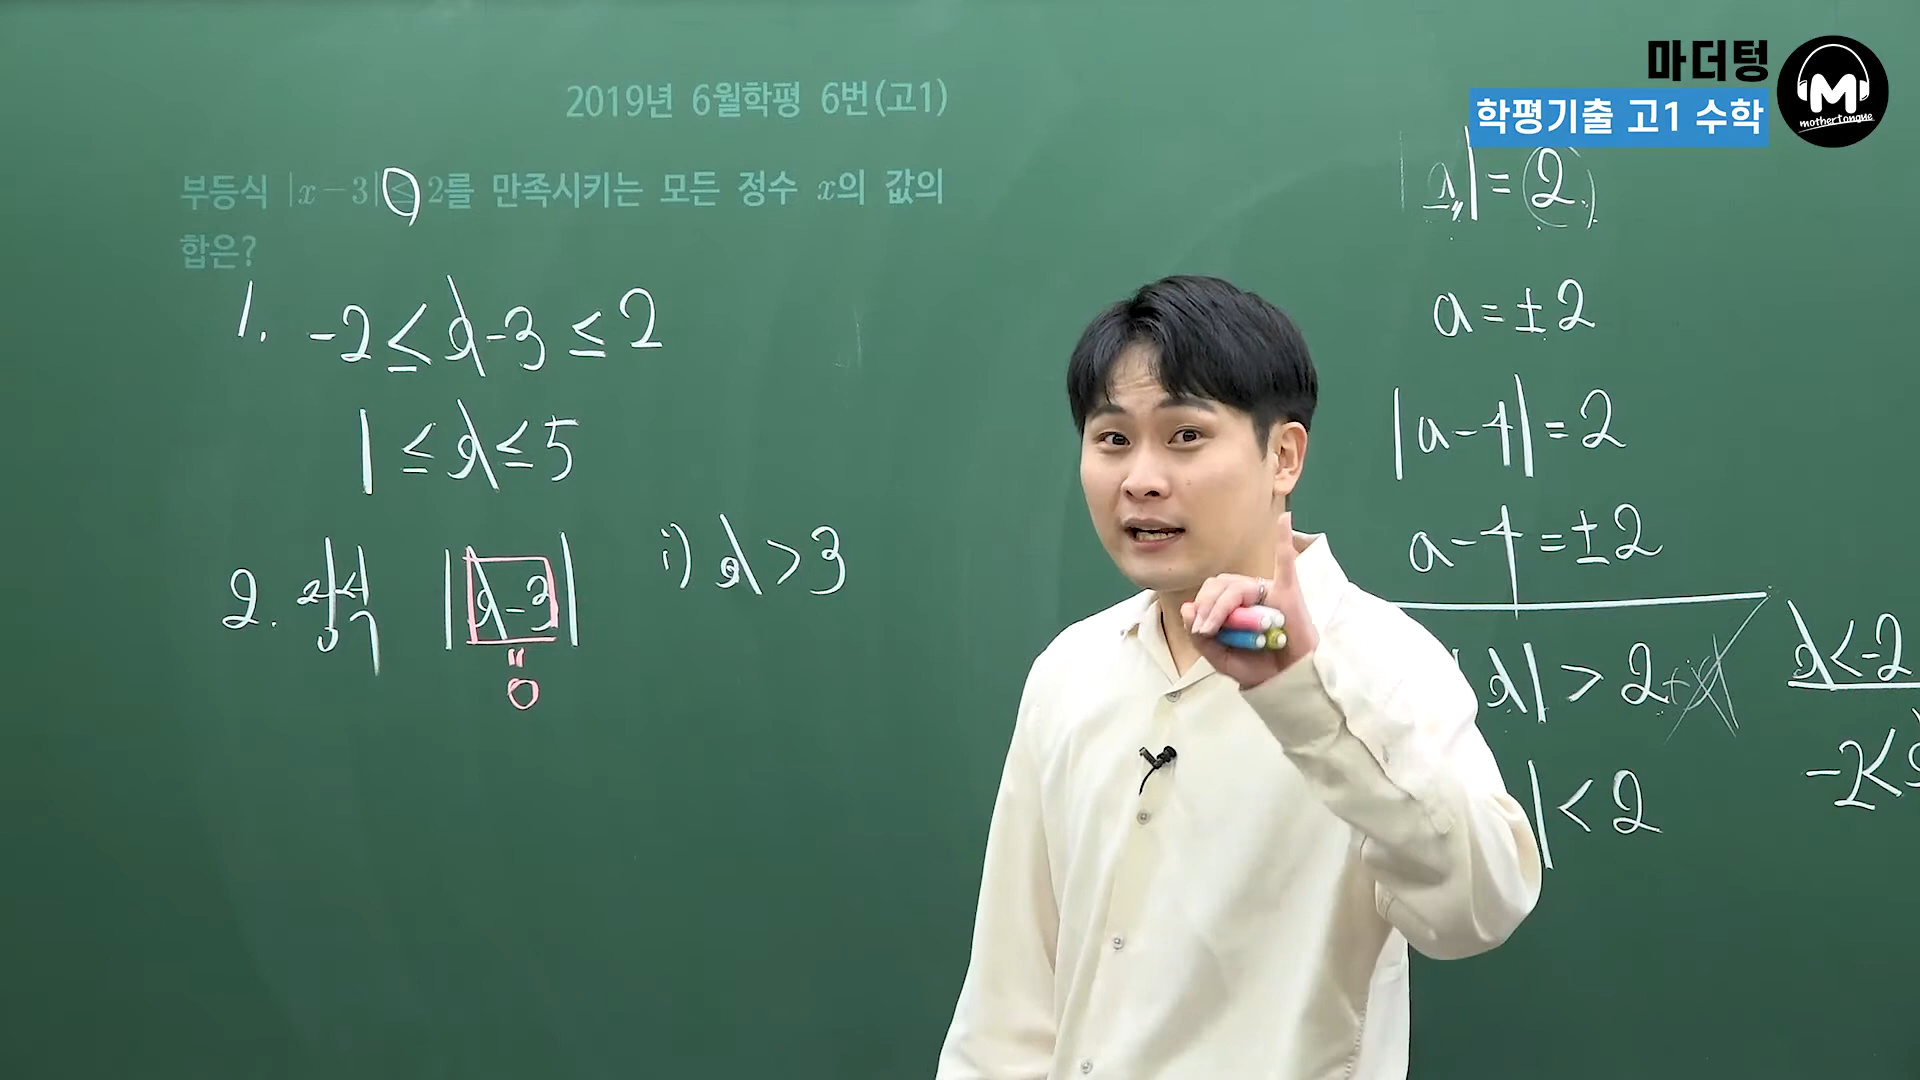 마더텅
학평기출 고1 수학
M
mothertongue
2019년 6월학평 6번(고1)
부등식 |x-3| ≤ 2를 만족시키는 모든 정수 x의 값의
합은?
1. -2 ≤ x-3 ≤ 2
1 ≤ x ≤ 5
2. |x-3| i) x > 3
"
0
|x| = 2
a = ±2
|a-4| = 2
a-4 = ±2
x| > 2
x < -2
| < 2
-2 <